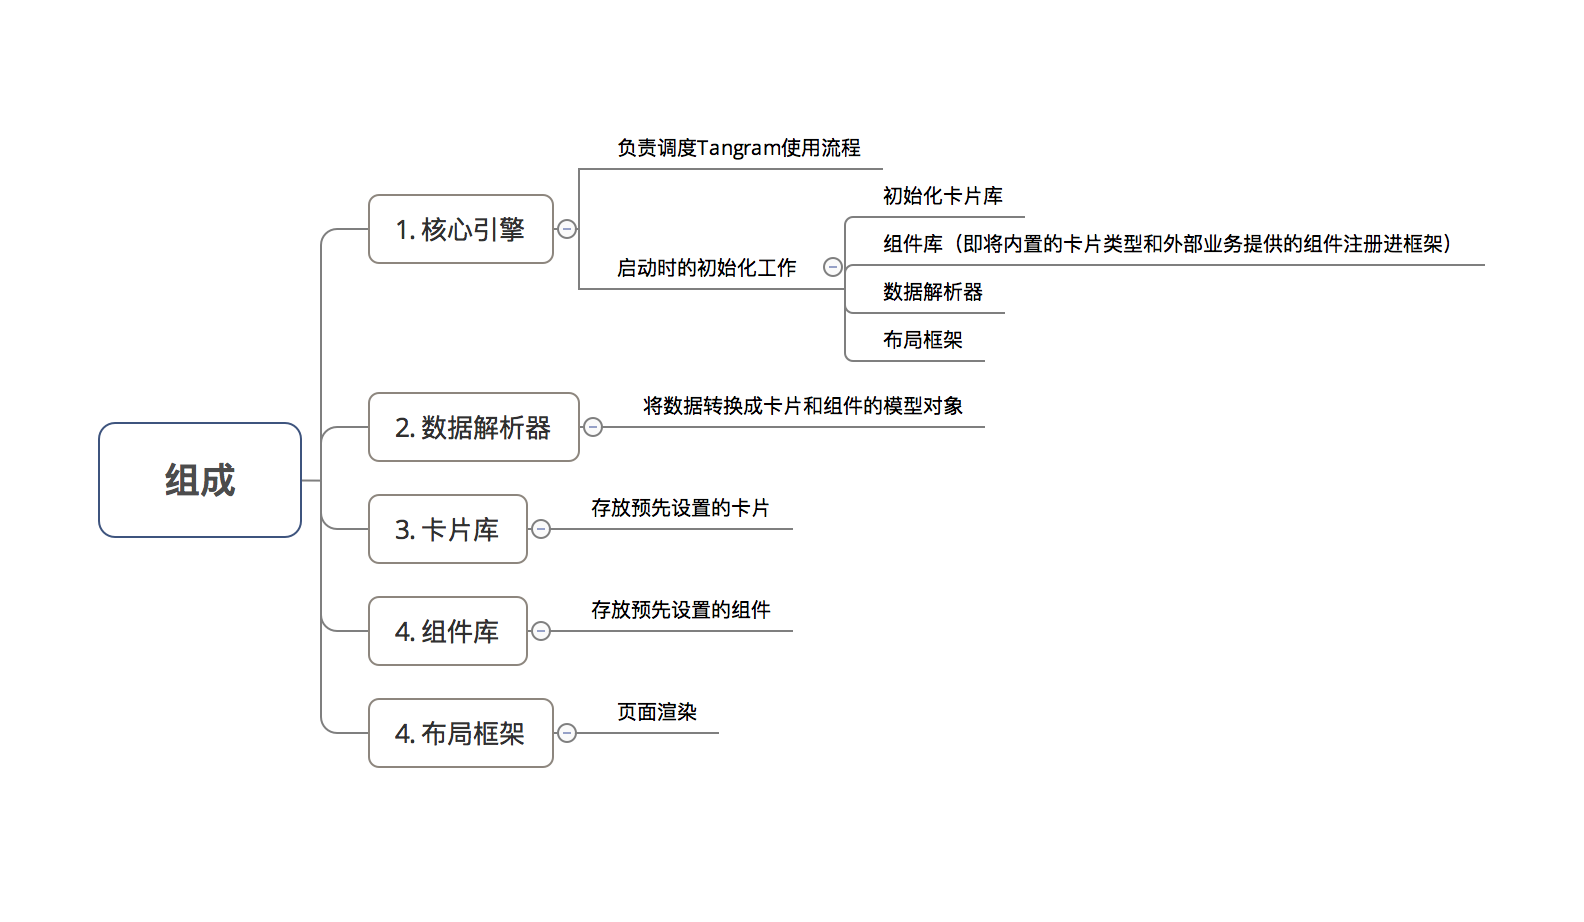 组成
1. 核心引擎
负责调度Tangram使用流程
启动时的初始化工作
初始化卡片库
组件库（即将内置的卡片类型和外部业务提供的组件注册进框架）
数据解析器
布局框架
2. 数据解析器
将数据转换成卡片和组件的模型对象
3. 卡片库
存放预先设置的卡片
4. 组件库
存放预先设置的组件
4. 布局框架
页面渲染